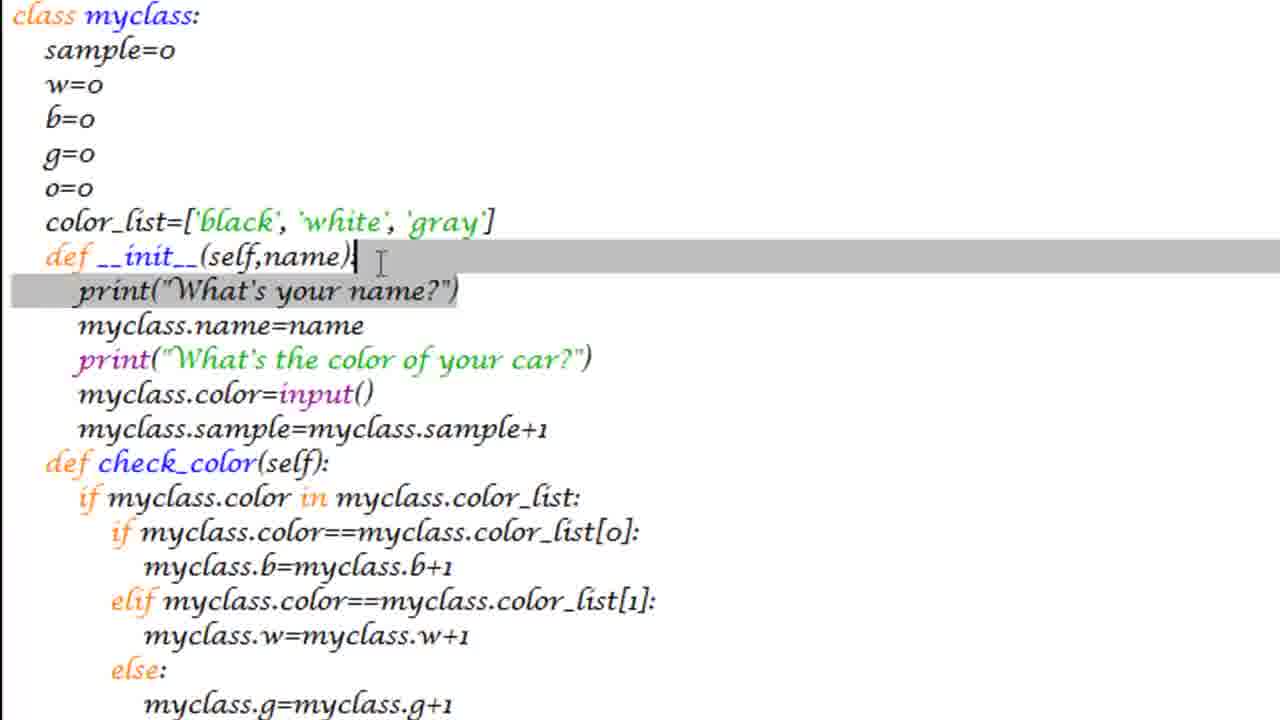 class myclass:
sample=0
w=0
b=0
g=0
o=0
color_list=['black', 'white', 'gray']
def __init__(self,name):
print("What's your name?")
myclass.name=name
print("What's the color of your car?")
myclass.color=input()
myclass.sample=myclass.sample+1
def check_color(self):
if myclass.color in myclass.color_list:
if myclass.color==myclass.color_list[0]:
myclass.b=myclass.b+1
elif myclass.color==myclass.color_list[1]:
myclass.w=myclass.w+1
else:
myclass.g=myclass.g+1